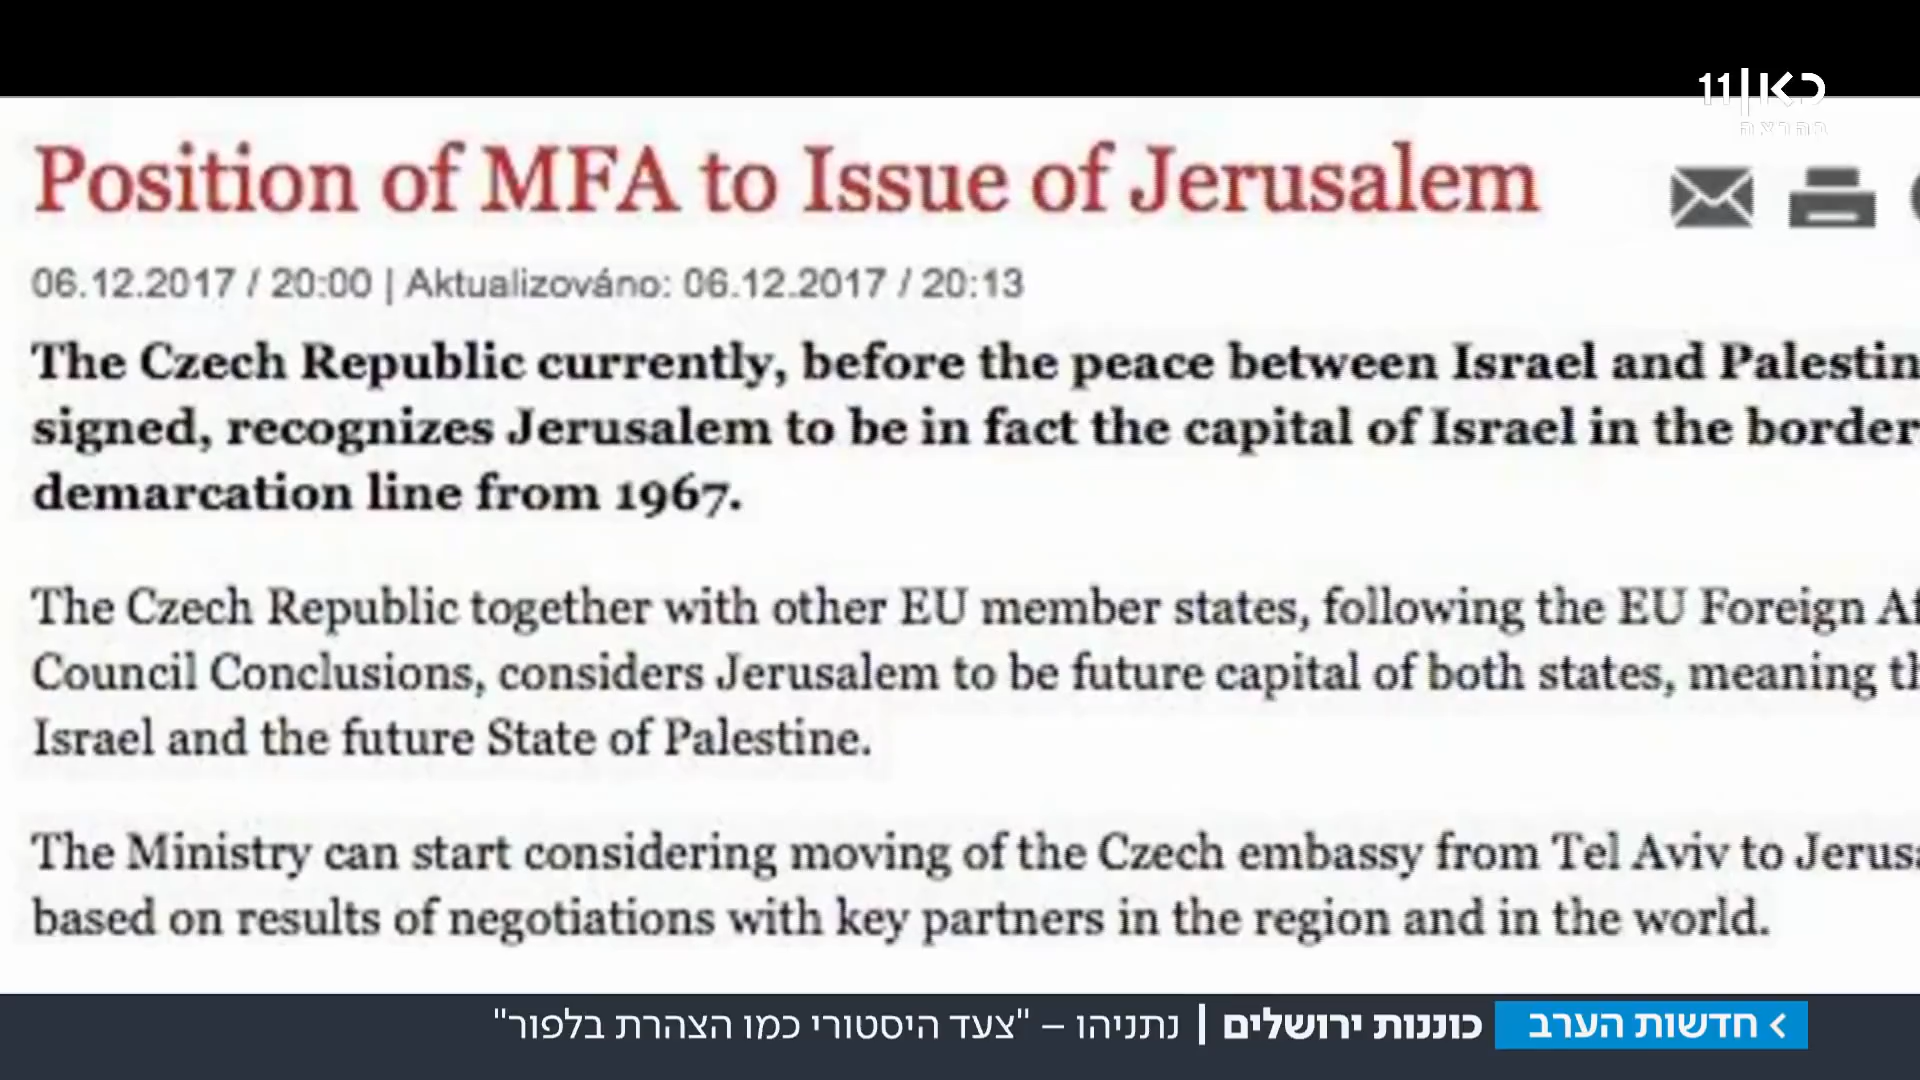 כאן 11
בהרצה
Position of MFA to Issue of Jerusalem
06.12.2017 / 20:00 | Aktualizováno: 06.12.2017 / 20:13
The Czech Republic currently, before the peace between Israel and Palestin
signed, recognizes Jerusalem to be in fact the capital of Israel in the border
demarcation line from 1967.
The Czech Republic together with other EU member states, following the EU Foreign Af
Council Conclusions, considers Jerusalem to be future capital of both states, meaning th
Israel and the future State of Palestine.
The Ministry can start considering moving of the Czech embassy from Tel Aviv to Jerusa
based on results of negotiations with key partners in the region and in the world.
חדשות הערב כוננות ירושלים | נתניהו – "צעד היסטורי כמו הצהרת בלפור"